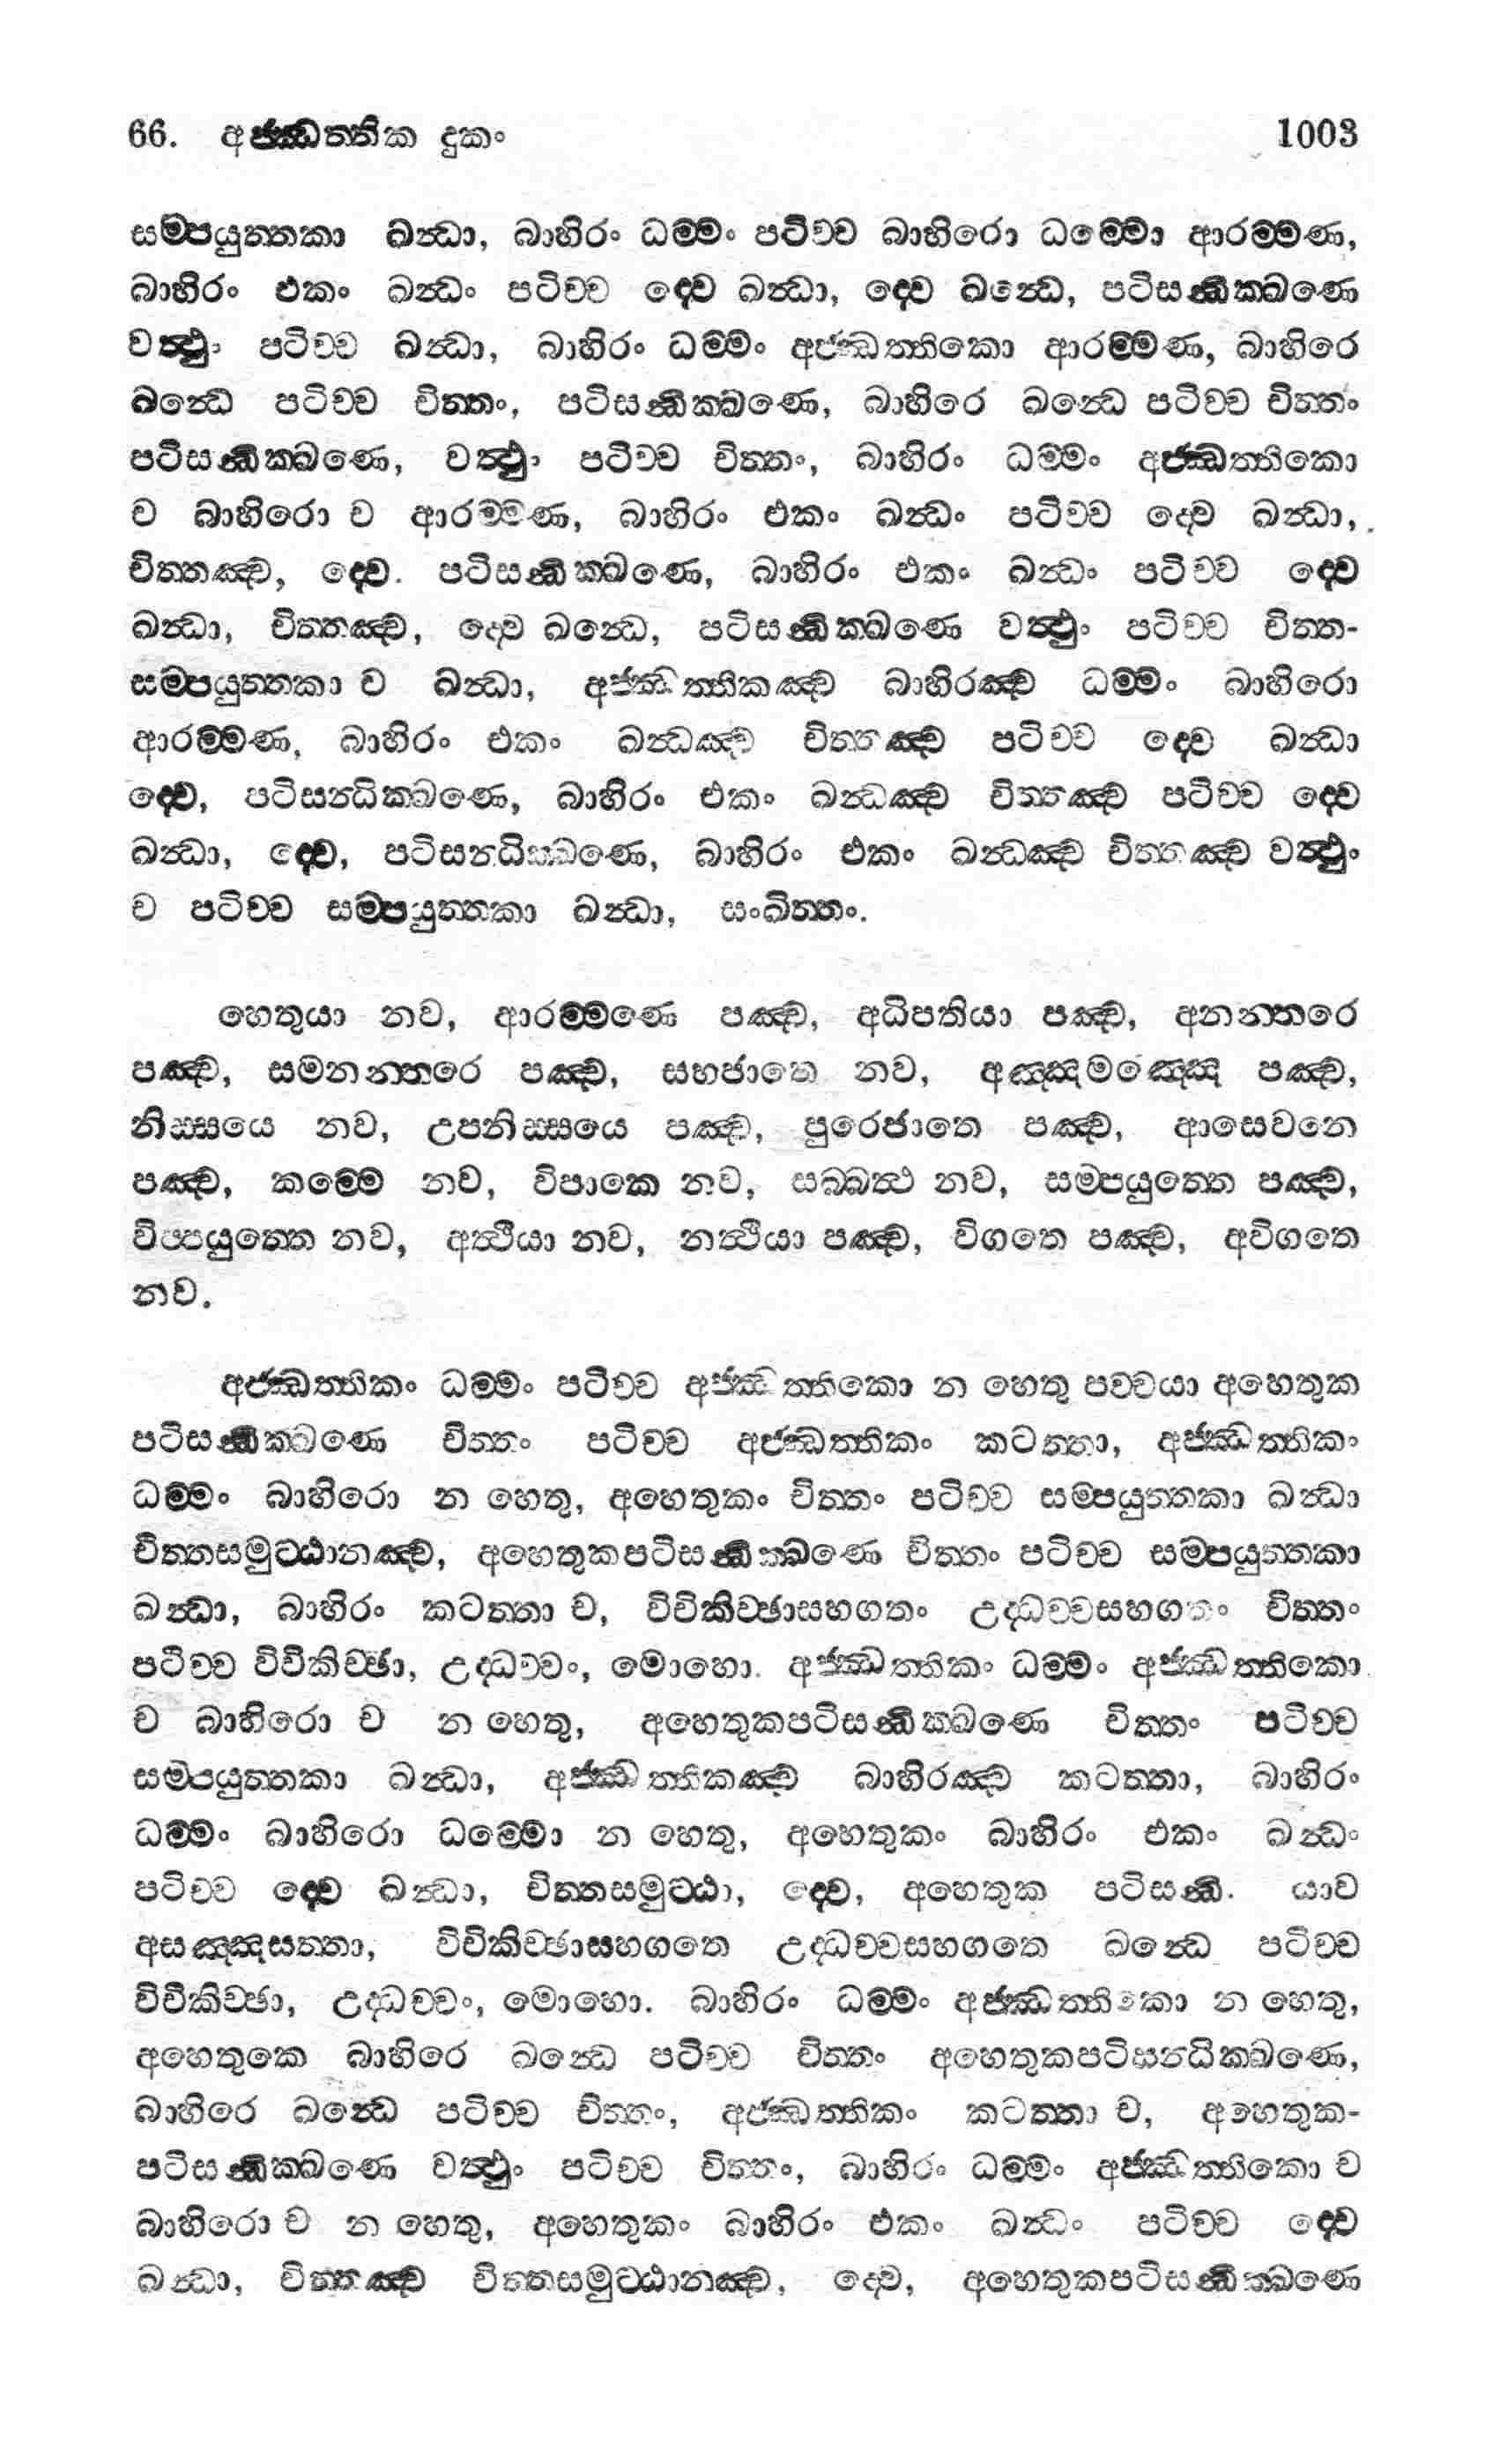 66. අජ්ඣත්තික දුකං 1003
සම්පයුත්තකා ඛන්ධා, බාහිරං ධම්මං පටිච්ච බාහිරො ධම්මො ආරම්මණ,
බාහිරං එකං ඛන්ධං පටිච්ච ද්වෙ ඛන්ධා, ද්වෙ ඛන්ධෙ, පටිසන්ධික්ඛණෙ
වත්ථුං පටිච්ච ඛන්ධා, බාහිරං ධම්මං අජ්ඣත්තිකො ආරම්මණ, බාහිරෙ
ඛන්ධෙ පටිච්ච චිත්තං, පටිසන්ධික්ඛණෙ, බාහිරෙ ඛන්ධෙ පටිච්ච චිත්තං
පටිසන්ධික්ඛණෙ, වත්ථුං පටිච්ච චිත්තං, බාහිරං ධම්මං අජ්ඣත්තිකො
ච බාහිරො ච ආරම්මණ, බාහිරං එකං ඛන්ධං පටිච්ච ද්වෙ ඛන්ධා,
චිත්තඤ්ච, ද්වෙ. පටිසන්ධික්ඛණෙ, බාහිරං එකං ඛන්ධං පටිච්ච ද්වෙ
ඛන්ධා, චිත්තඤ්ච, ද්වෙ ඛන්ධෙ, පටිසන්ධික්ඛණෙ වත්ථුං පටිච්ච චිත්ත-
සම්පයුත්තකා ච ඛන්ධා, අජ්ඣත්තිකඤ්ච බාහිරඤ්ච ධම්මං බාහිරො
ආරම්මණ, බාහිරං එකං ඛන්ධඤ්ච චිත්තඤ්ච පටිච්ච ද්වෙ ඛන්ධා
ද්වෙ, පටිසන්ධික්ඛණෙ, බාහිරං එකං ඛන්ධඤ්ච චිත්තඤ්ච පටිච්ච ද්වෙ
ඛන්ධා, ද්වෙ, පටිසන්ධික්ඛණෙ, බාහිරං එකං ඛන්ධඤ්ච චිත්තඤ්ච වත්ථුං
ච පටිච්ච සම්පයුත්තකා ඛන්ධා, සංඛිත්තං.
හෙතුයා නව, ආරම්මණෙ පඤ්ච, අධිපතියා පඤ්ච, අනන්තරෙ
පඤ්ච, සමනන්තරෙ පඤ්ච, සහජාතෙ නව, අඤ්ඤමඤ්ඤෙ පඤ්ච,
නිස්සයෙ නව, උපනිස්සයෙ පඤ්ච, පුරෙජාතෙ පඤ්ච, ආසෙවනෙ
පඤ්ච, කම්මෙ නව, විපාකෙ නව, සබ්බත්ථ නව, සම්පයුත්තෙ පඤ්ච,
විප්පයුත්තෙ නව, අත්ථියා නව, නත්ථියා පඤ්ච, විගතෙ පඤ්ච, අවිගතෙ
නව.
අජ්ඣත්තිකං ධම්මං පටිච්ච අජ්ඣත්තිකො න හෙතු පච්චයා අහෙතුක
පටිසන්ධික්ඛණෙ චිත්තං පටිච්ච අජ්ඣත්තිකං කටත්තා, අජ්ඣත්තිකං
ධම්මං බාහිරො න හෙතු, අහෙතුකං චිත්තං පටිච්ච සම්පයුත්තකා ඛන්ධා
චිත්තසමුට්ඨානඤ්ච, අහෙතුකපටිසන්ධික්ඛණෙ චිත්තං පටිච්ච සම්පයුත්තකා
ඛන්ධා, බාහිරං කටත්තා ච, විචිකිච්ඡාසහගතං උද්ධච්චසහගතං චිත්තං
පටිච්ච විචිකිච්ඡා, උද්ධච්චං, මොහො. අජ්ඣත්තිකං ධම්මං අජ්ඣත්තිකො
ච බාහිරො ච න හෙතු, අහෙතුකපටිසන්ධික්ඛණෙ චිත්තං පටිච්ච
සම්පයුත්තකා ඛන්ධා, අජ්ඣත්තිකඤ්ච බාහිරඤ්ච කටත්තා, බාහිරං
ධම්මං බාහිරො ධම්මො න හෙතු, අහෙතුකං බාහිරං එකං ඛන්ධං
පටිච්ච ද්වෙ ඛන්ධා, චිත්තසමුට්ඨා, ද්වෙ, අහෙතුක පටිසන්ධි. යාව
අසඤ්ඤසත්තා, විචිකිච්ඡාසහගතෙ උද්ධච්චසහගතෙ ඛන්ධෙ පටිච්ච
විචිකිච්ඡා, උද්ධච්චං, මොහො. බාහිරං ධම්මං අජ්ඣත්තිකො න හෙතු,
අහෙතුකෙ බාහිරෙ ඛන්ධෙ පටිච්ච චිත්තං අහෙතුකපටිසන්ධික්ඛණෙ,
බාහිරෙ ඛන්ධෙ පටිච්ච චිත්තං, අජ්ඣත්තිකං කටත්තා ච, අහෙතුක-
පටිසන්ධික්ඛණෙ වත්ථුං පටිච්ච චිත්තං, බාහිරං ධම්මං අජ්ඣත්තිකො ච
බාහිරො ච න හෙතු, අහෙතුකං බාහිරං එකං ඛන්ධං පටිච්ච ද්වෙ
ඛන්ධා, චිත්තඤ්ච චිත්තසමුට්ඨානඤ්ච, ද්වෙ, අහෙතුකපටිසන්ධික්ඛණෙ